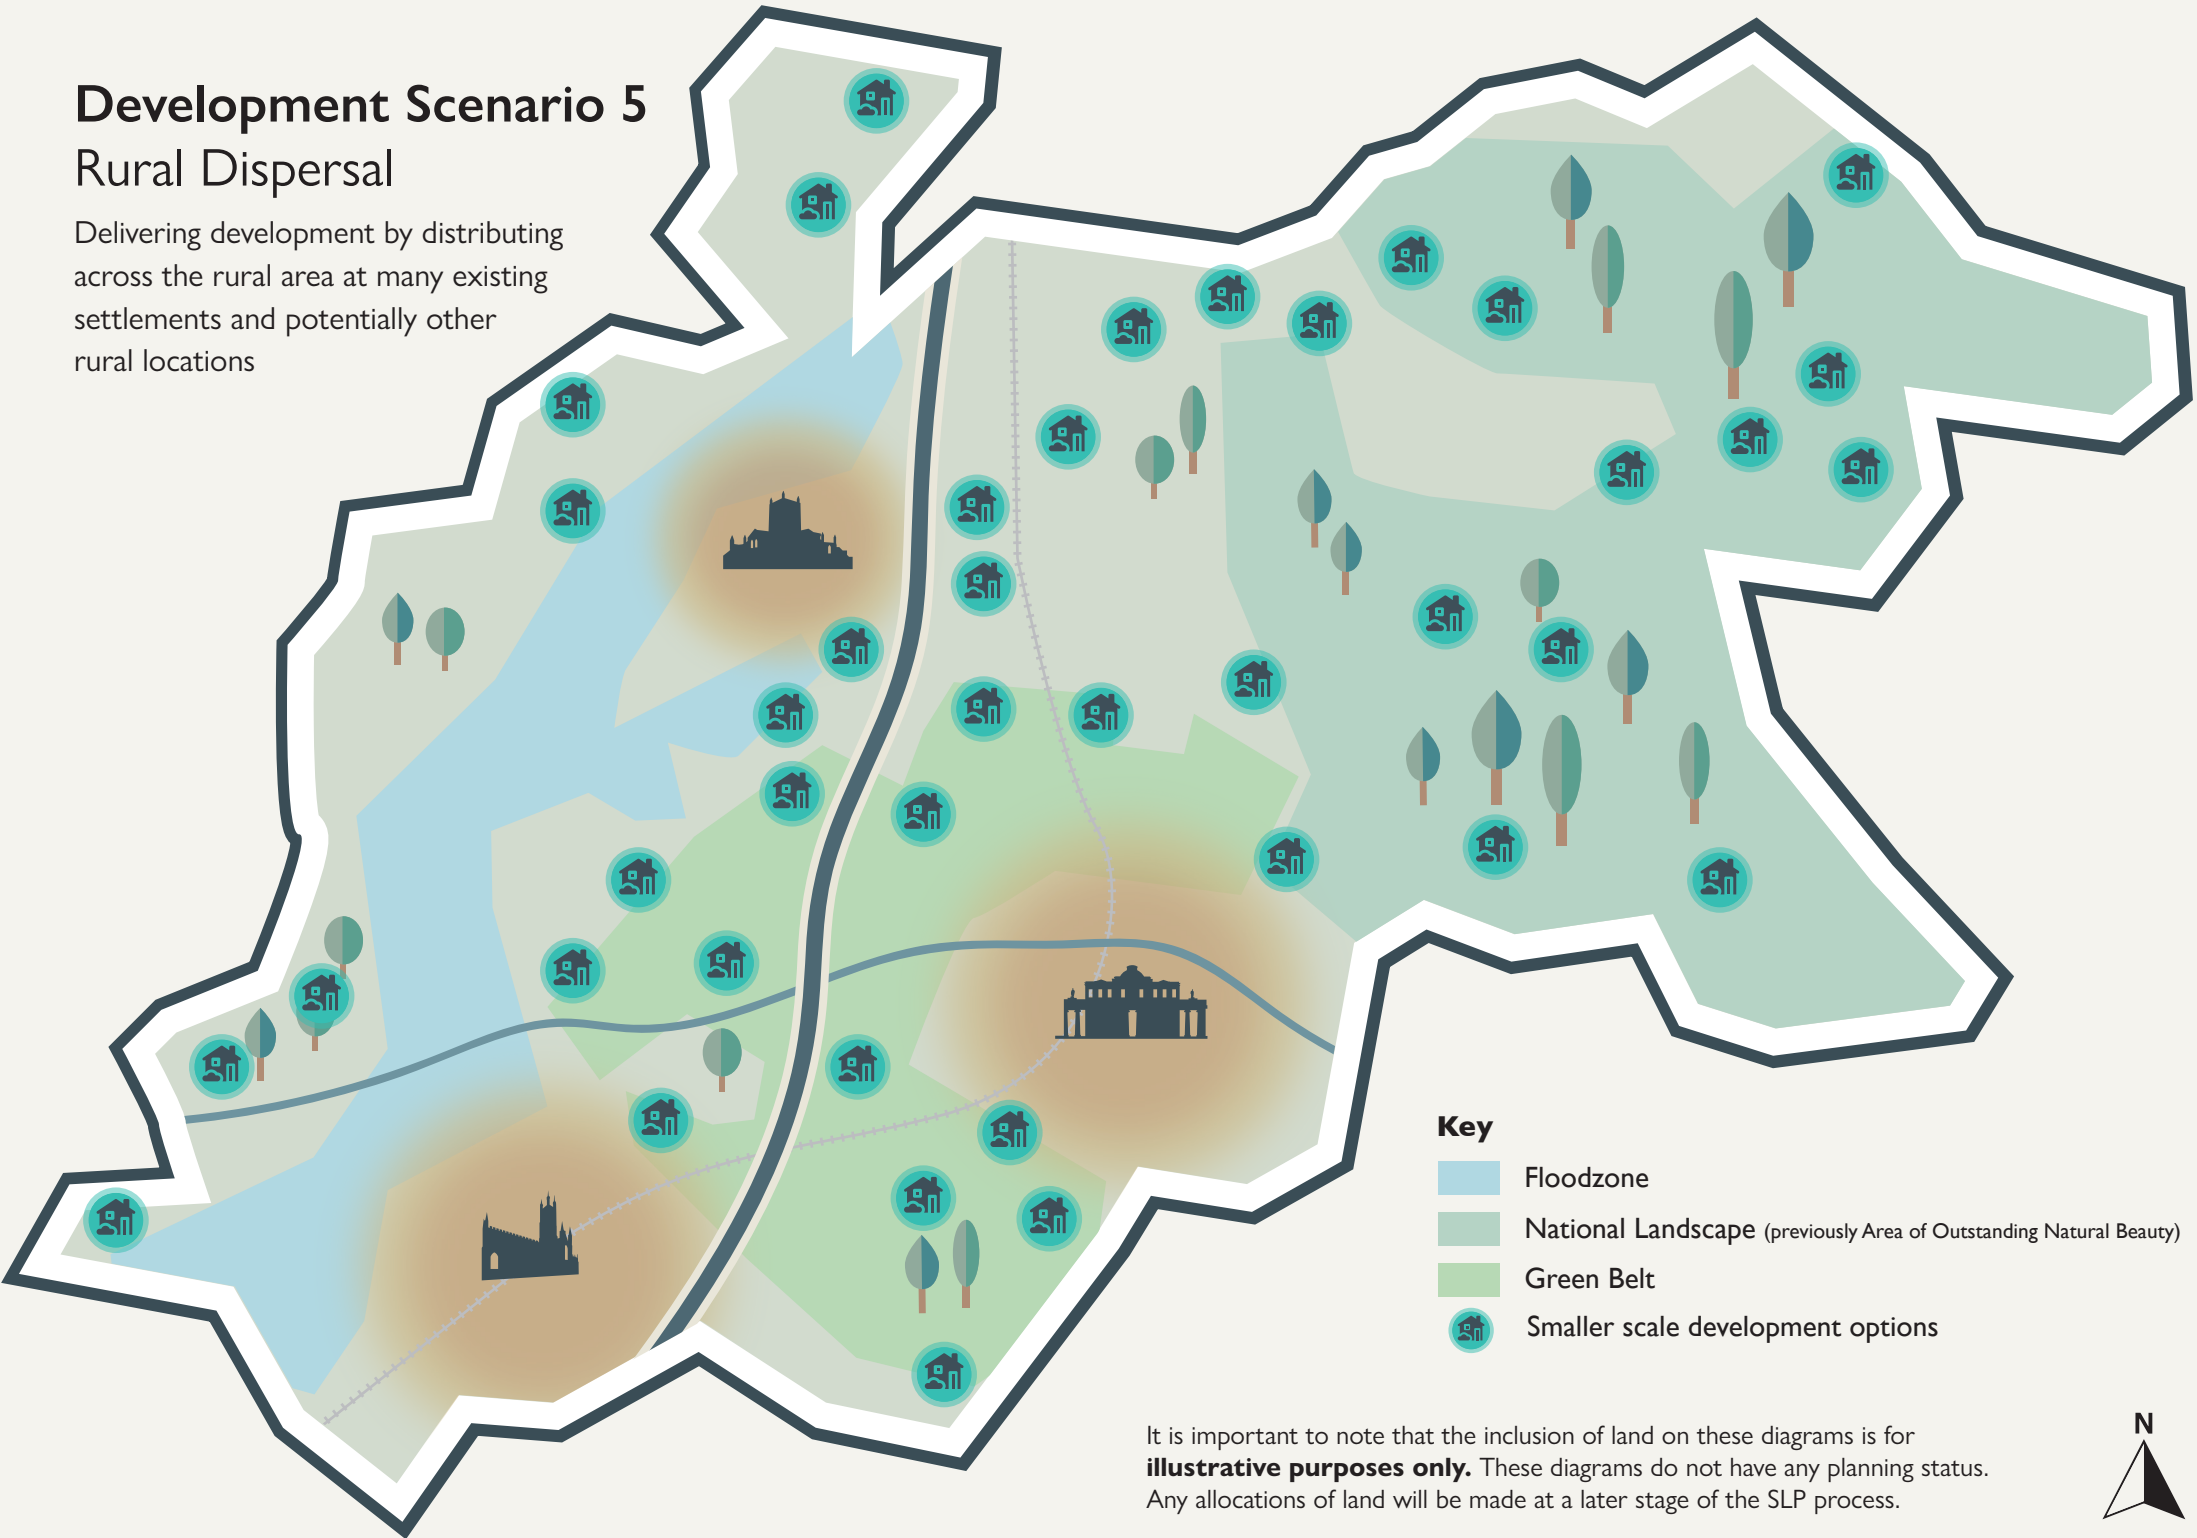 Development Scenario 5
Rural Dispersal
Delivering development by distributing
across the rural area at many existing
settlements and potentially other
rural locations
Key
Floodzone
National Landscape (previously Area of Outstanding Natural Beauty)
Green Belt
Smaller scale development options
It is important to note that the inclusion of land on these diagrams is for
illustrative purposes only. These diagrams do not have any planning status.
Any allocations of land will be made at a later stage of the SLP process.
N